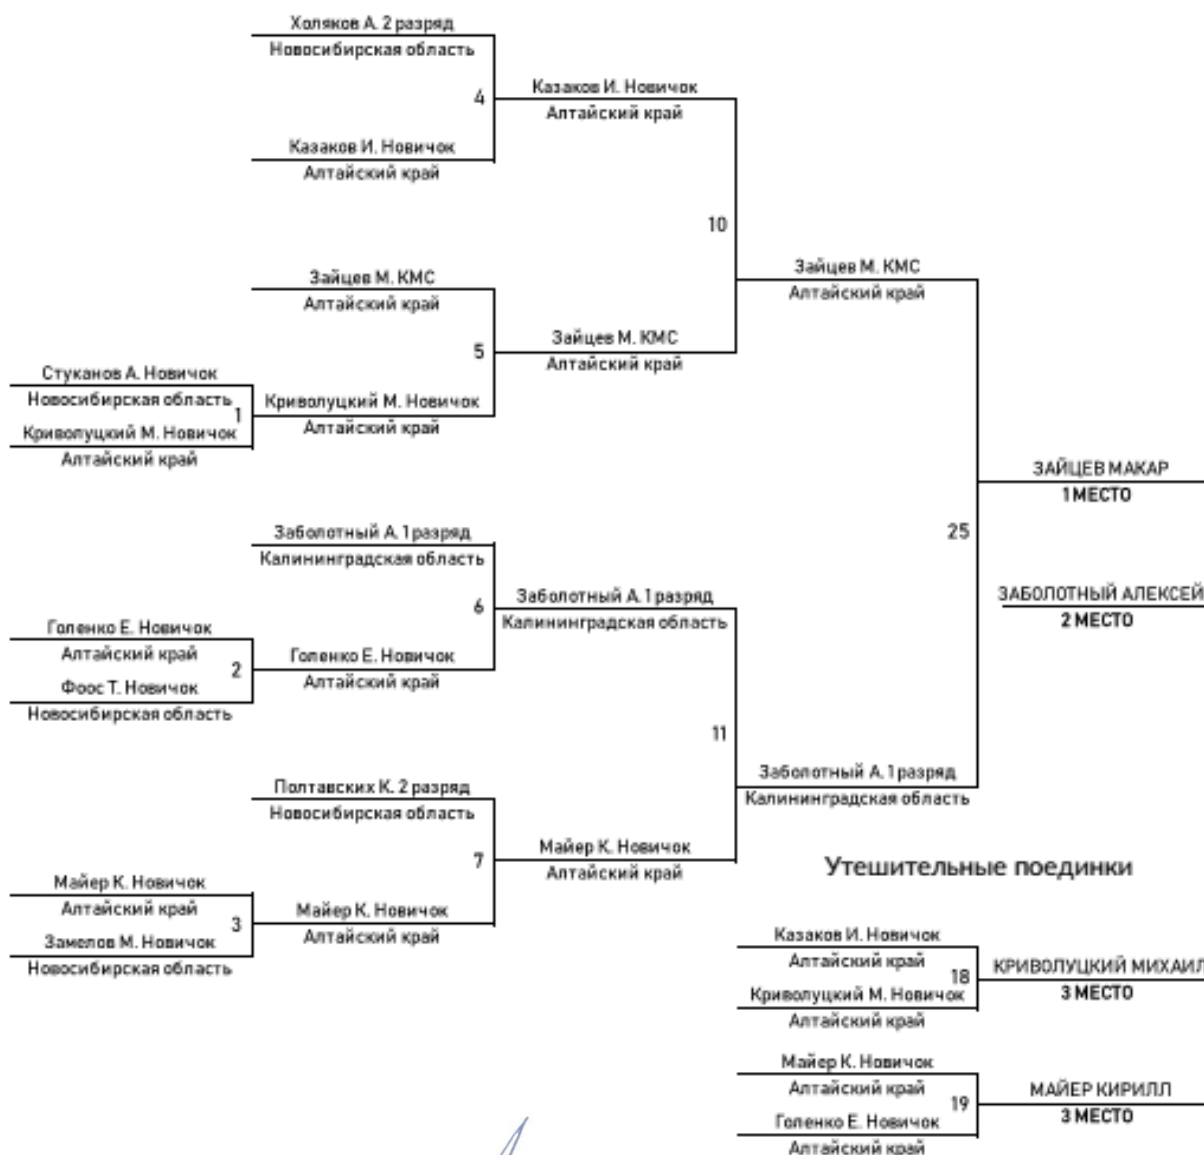 Холяков А. 2 разряд
Новосибирская область
4
Казаков И. Новичок
Алтайский край
Казаков И. Новичок
Алтайский край
10
Зайцев М. КМС
Алтайский край
Зайцев М. КМС
Алтайский край
5
Зайцев М. КМС
Алтайский край
Стуканов А. Новичок
Новосибирская область
1
Криволуцкий М. Новичок
Алтайский край
Криволуцкий М. Новичок
Алтайский край
ЗАЙЦЕВ МАКАР
1 МЕСТО
25
Заболотный А. 1 разряд
Калининградская область
6
Заболотный А. 1 разряд
Калининградская область
ЗАБОЛОТНЫЙ АЛЕКСЕЙ
2 МЕСТО
Голенко Е. Новичок
Алтайский край
2
Голенко Е. Новичок
Алтайский край
Фоос Т. Новичок
Новосибирская область
11
Заболотный А. 1 разряд
Калининградская область
Полтавских К. 2 разряд
Новосибирская область
7
Майер К. Новичок
Алтайский край
Майер К. Новичок
Алтайский край
3
Майер К. Новичок
Алтайский край
Замелов М. Новичок
Новосибирская область
Утешительные поединки
Казаков И. Новичок
Алтайский край
18
КРИВОЛУЦКИЙ МИХАИЛ
3 МЕСТО
Криволуцкий М. Новичок
Алтайский край
Майер К. Новичок
Алтайский край
19
МАЙЕР КИРИЛЛ
3 МЕСТО
Голенко Е. Новичок
Алтайский край